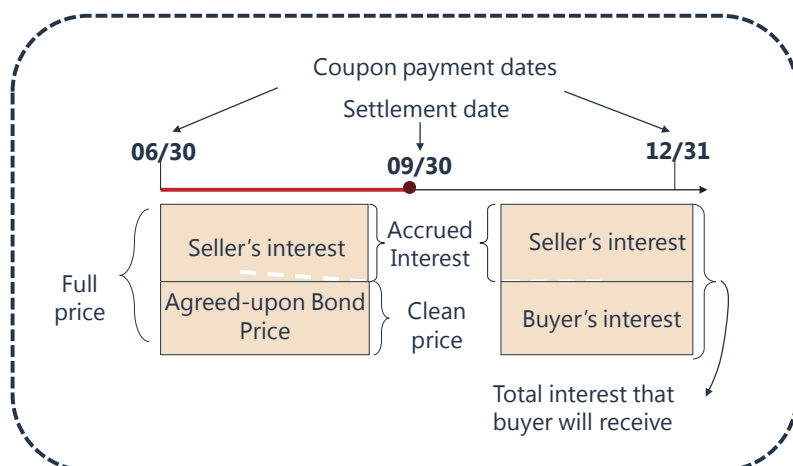 Coupon payment dates
Settlement date
06/30
09/30
12/31
Seller's interest
Accrued
Interest
Seller's interest
Full
price
Agreed-upon Bond
Price
Clean
price
Buyer's interest
Total interest that
buyer will receive